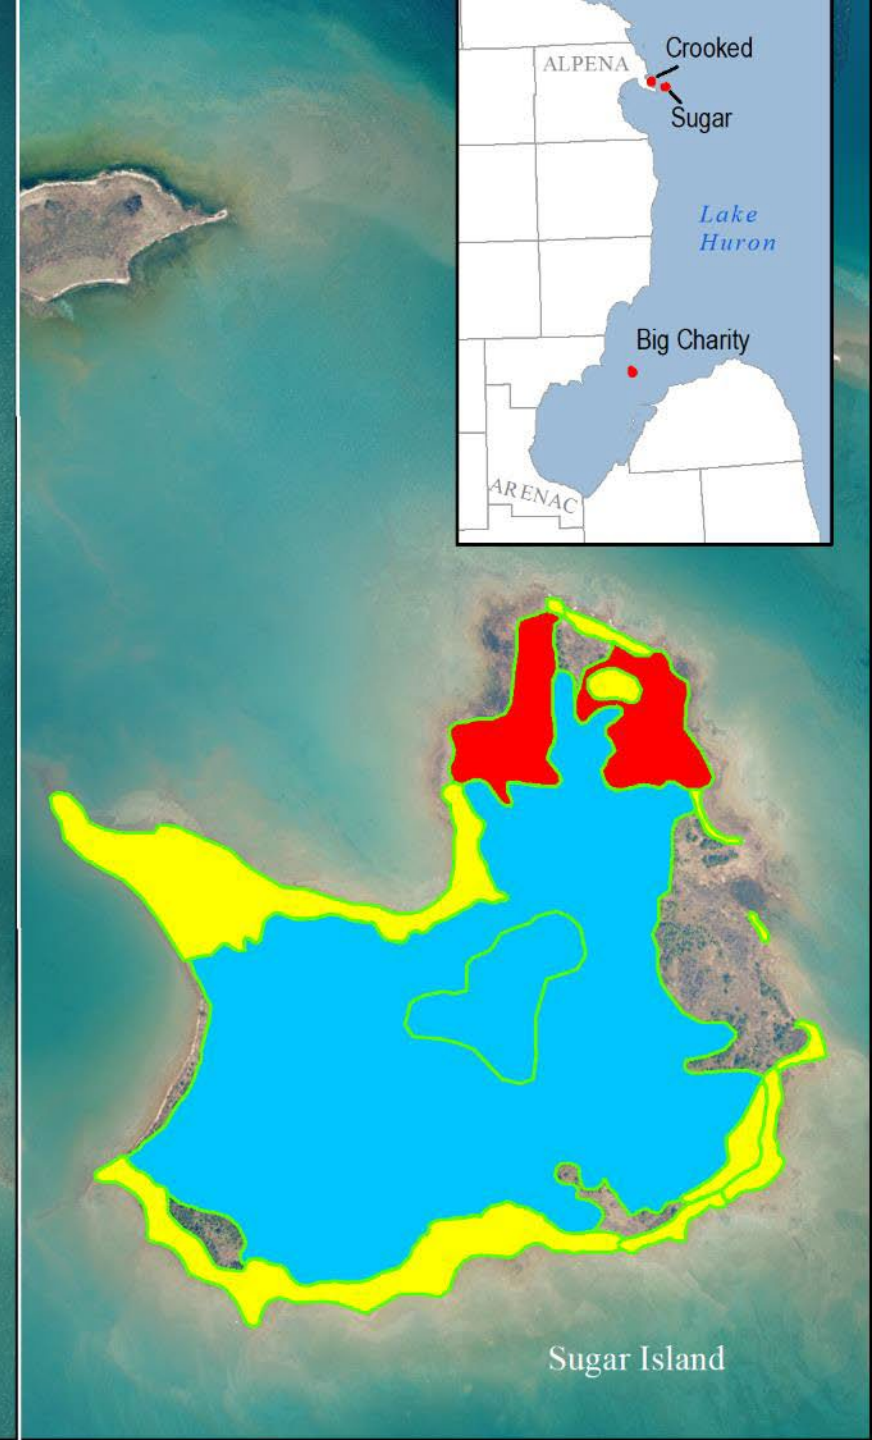 Crooked
ALPENA
Sugar
Lake
Huron
Big Charity
ARENAC
Sugar Island